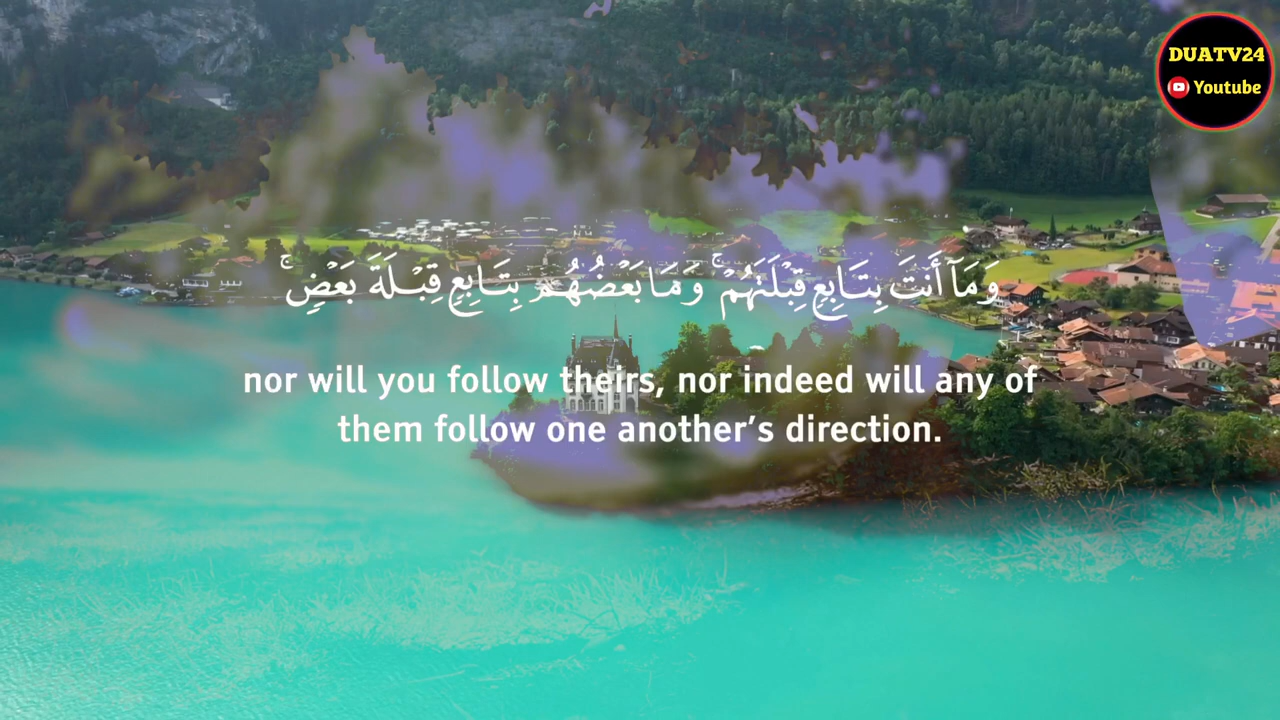 DUATV24
Youtube
وَمَآ أَنتَ بِتَابِعٍ قِبْلَتَهُمْ ۚ وَمَا بَعْضُهُم بِتَابِعٍ قِبْلَةَ بَعْضٍ ۚ
nor will you follow theirs, nor indeed will any of
them follow one another’s direction.